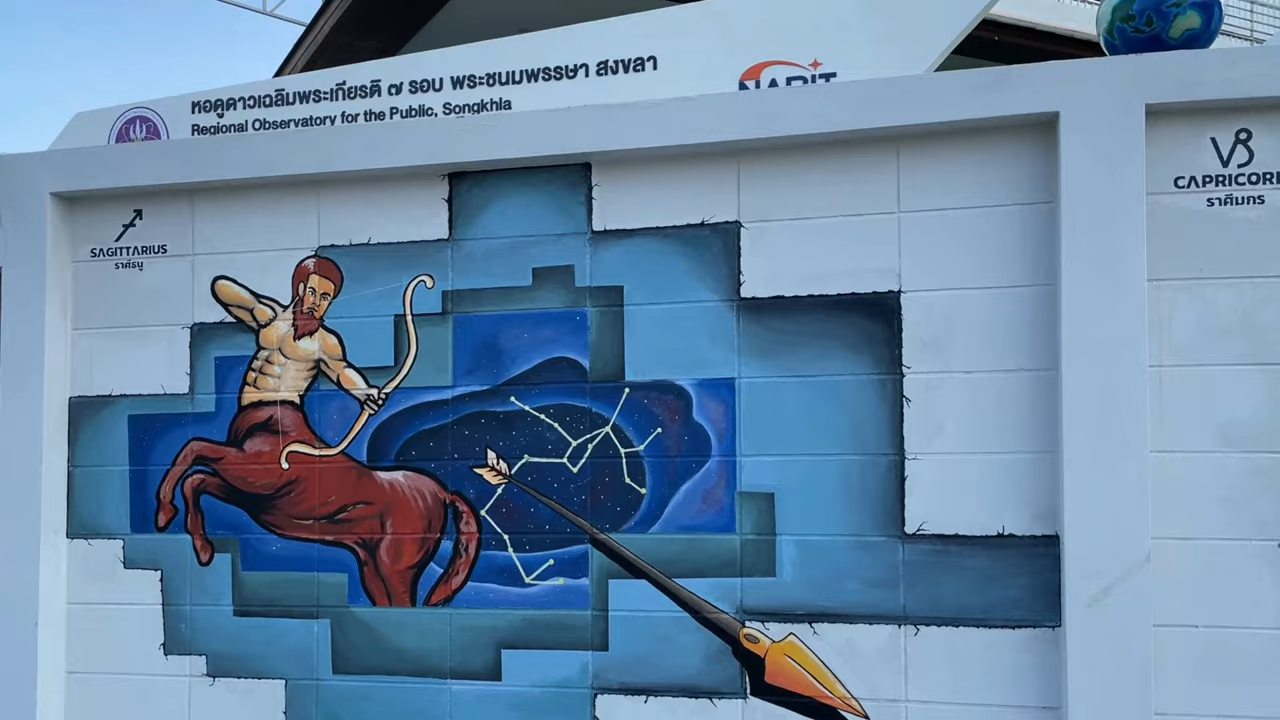 หอดูดาวเฉลิมพระเกียรติ ๗ รอบ พระชนมพรรษา สงขลา
Regional Observatory for the Public, Songkhla
NARIT
SAGITTARIUS
ราศีธนู
CAPRICORN
ราศีมกร